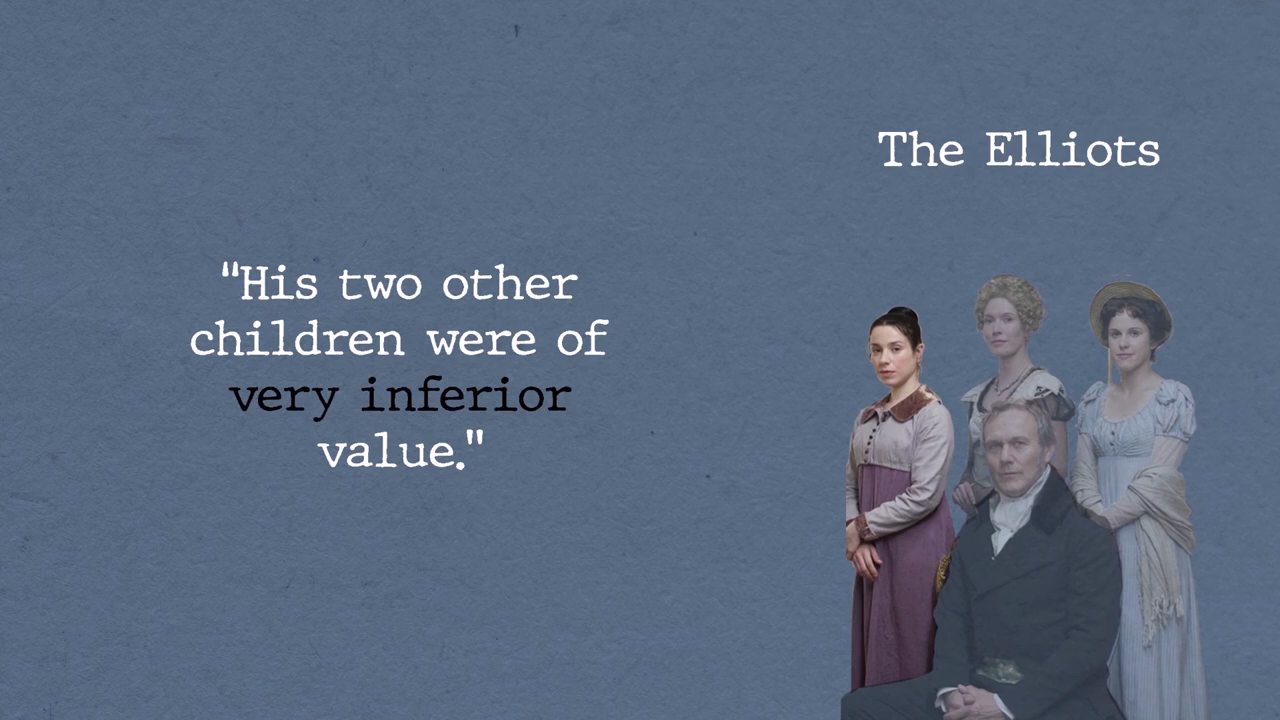 The Elliots
"His two other
children were of
very inferior
value."